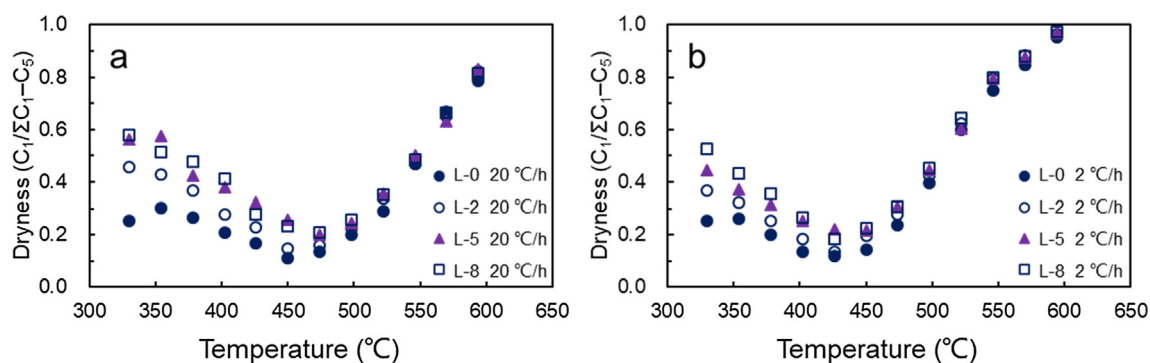 a
Dryness (C₁/ΣC₁–C₅)
1.0
0.8
0.6
0.4
0.2
0.0
L-0 20 ℃/h
L-2 20 ℃/h
L-5 20 ℃/h
L-8 20 ℃/h
300 350 400 450 500 550 600 650
Temperature (℃)
b
Dryness (C₁/ΣC₁–C₅)
1.0
0.8
0.6
0.4
0.2
0.0
L-0 2 ℃/h
L-2 2 ℃/h
L-5 2 ℃/h
L-8 2 ℃/h
300 350 400 450 500 550 600 650
Temperature (℃)